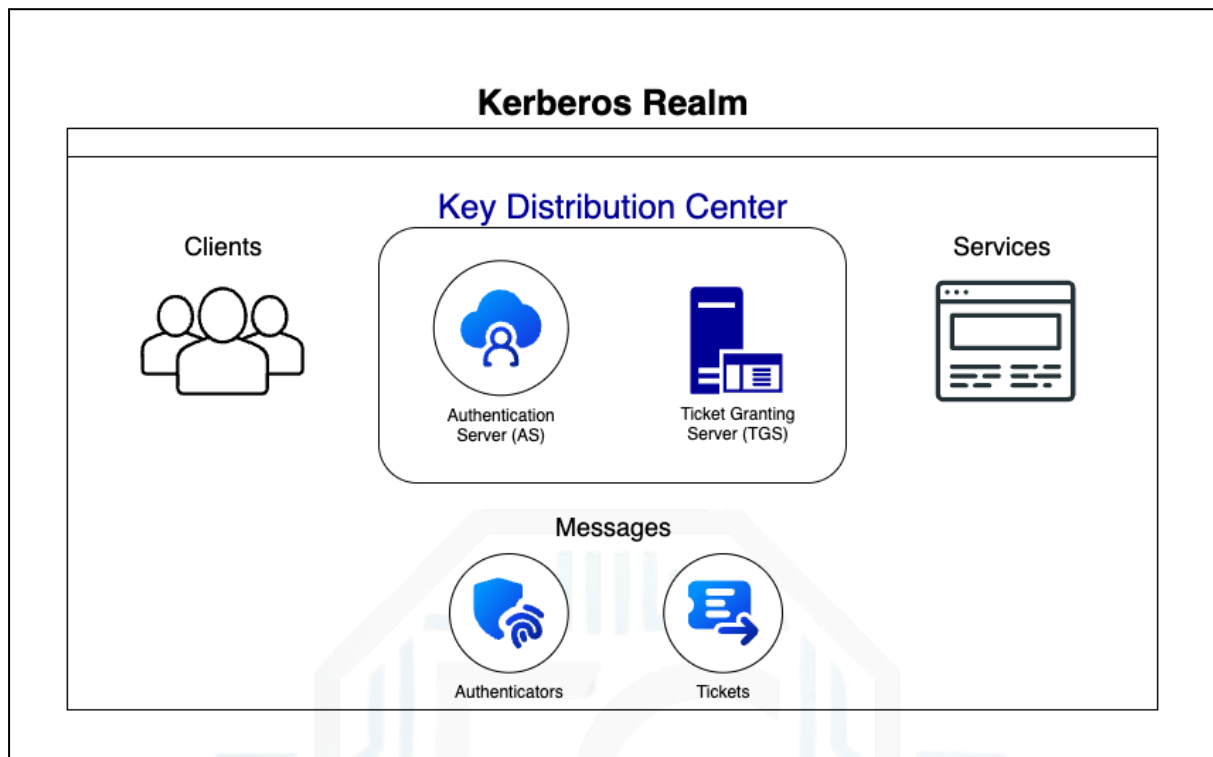 Kerberos Realm
Key Distribution Center
Clients
Services
Authentication
Server (AS)
Ticket Granting
Server (TGS)
Messages
Authenticators
Tickets